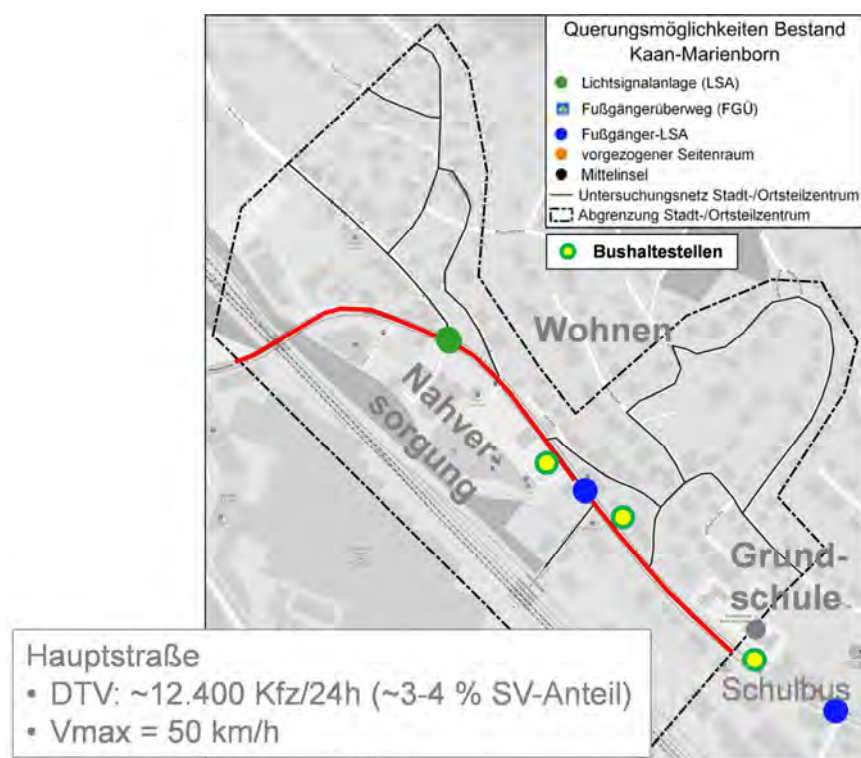 Querungsmöglichkeiten Bestand
Kaan-Marienborn
Lichtsignalanlage (LSA)
Fußgängerüberweg (FGÜ)
Fußgänger-LSA
vorgezogener Seitenraum
Mittelinsel
Untersuchungsnetz Stadt-/Ortsteilzentrum
Abgrenzung Stadt-/Ortsteilzentrum
Bushaltestellen
Wohnen
Nahver-
sorgung
Grund-
schule
Schulbus
Hauptstraße
• DTV: ~12.400 Kfz/24h (~3-4 % SV-Anteil)
• Vmax = 50 km/h